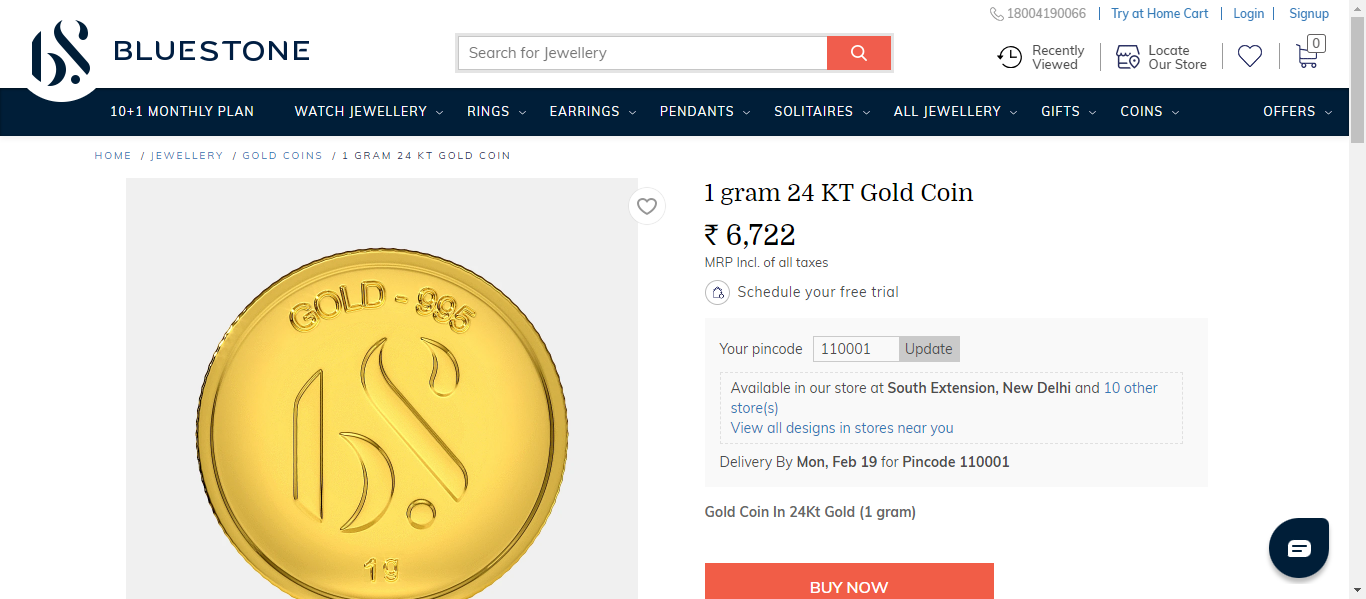 18004190066 | Try at Home Cart | Login | Signup
BLUESTONE
Search for Jewellery
Recently
Viewed
Locate
Our Store
0
10+1 MONTHLY PLAN WATCH JEWELLERY RINGS EARRINGS PENDANTS SOLITAIRES ALL JEWELLERY GIFTS COINS OFFERS
HOME / JEWELLERY / GOLD COINS / 1 GRAM 24 KT GOLD COIN
GOLD - 995
1g
1 gram 24 KT Gold Coin
₹ 6,722
MRP Incl. of all taxes
Schedule your free trial
Your pincode 110001 Update
Available in our store at South Extension, New Delhi and 10 other
store(s)
View all designs in stores near you
Delivery By Mon, Feb 19 for Pincode 110001
Gold Coin In 24Kt Gold (1 gram)
BUY NOW